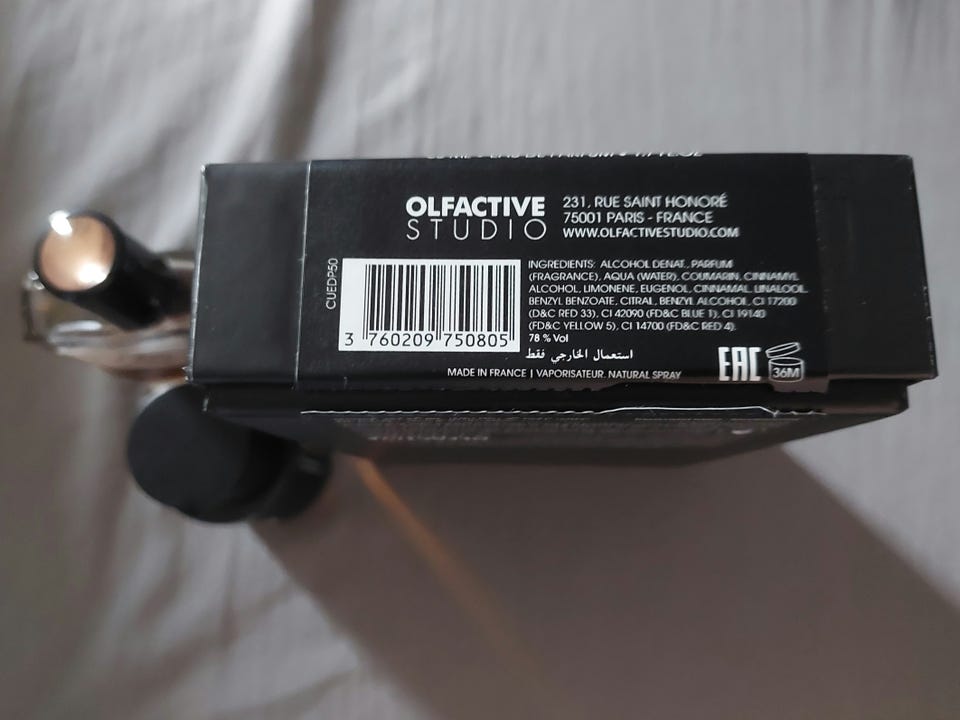 OLFACTIVE
STUDIO
231, RUE SAINT HONORÉ
75001 PARIS - FRANCE
WWW.OLFACTIVESTUDIO.COM
CUEDP50
3 760209 750805
INGREDIENTS: ALCOHOL DENAT., PARFUM
(FRAGRANCE), AQUA (WATER), COUMARIN, CINNAMYL
ALCOHOL, LIMONENE, EUGENOL, CINNAMAL, LINALOOL,
BENZYL BENZOATE, CITRAL, BENZYL ALCOHOL, CI 17200
(D&C RED 33), CI 42090 (FD&C BLUE 1), CI 19140
(FD&C YELLOW 5), CI 14700 (FD&C RED 4).
78 % Vol
استعمال الخارجي فقط
MADE IN FRANCE | VAPORISATEUR. NATURAL SPRAY
EAC
36M